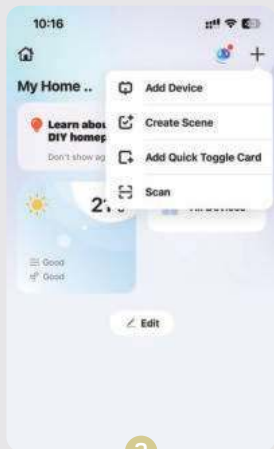 10:16
My Home ..
Add Device
Create Scene
Add Quick Toggle Card
Scan
Learn abou
DIY homep
Don't show ag
Good
Good
Edit